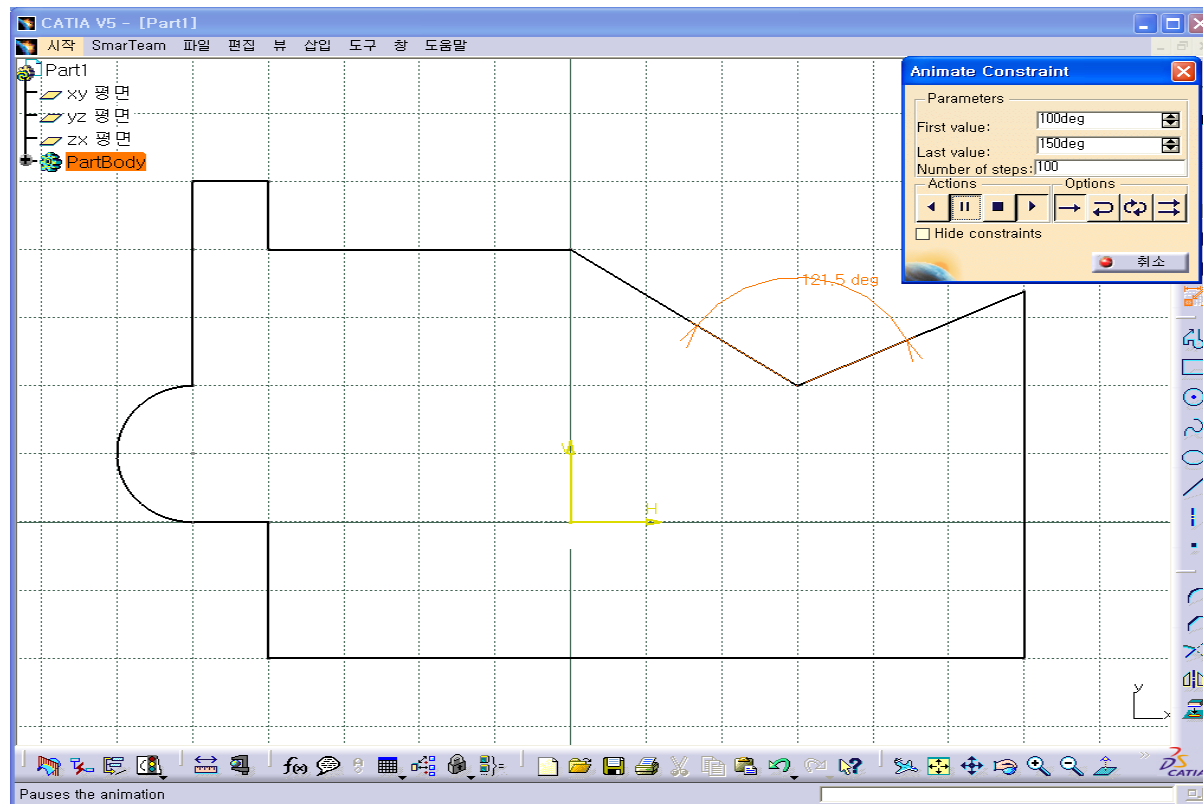 CATIA V5 - [Part1]
시작 SmarTeam 파일 편집 뷰 삽입 도구 창 도움말
Part1
xy 평면
yz 평면
zx 평면
PartBody
Animate Constraint
Parameters
First value: 100deg
Last value: 150deg
Number of steps: 100
Actions Options
Hide constraints
취소
121.5 deg
V
H
y
x
f(x)
CATIA
Pauses the animation